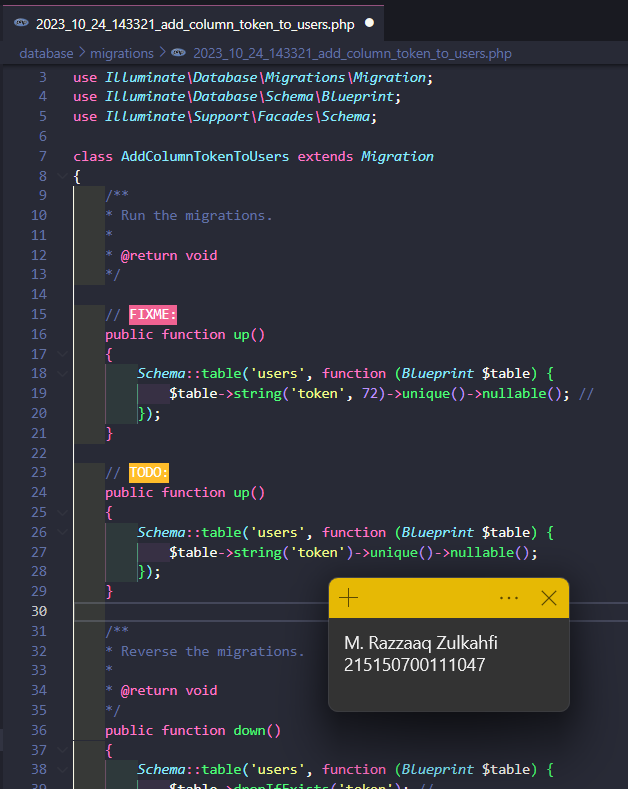 2023_10_24_143321_add_column_token_to_users.php
database > migrations > 2023_10_24_143321_add_column_token_to_users.php
3 use Illuminate\Database\Migrations\Migration;
4 use Illuminate\Database\Schema\Blueprint;
5 use Illuminate\Support\Facades\Schema;
6
7 class AddColumnTokenToUsers extends Migration
8 {
9 /**
10 * Run the migrations.
11 *
12 * @return void
13 */
14
15 // FIXME:
16 public function up()
17 {
18 Schema::table('users', function (Blueprint $table) {
19 $table->string('token', 72)->unique()->nullable(); //
20 });
21 }
22
23 // TODO:
24 public function up()
25 {
26 Schema::table('users', function (Blueprint $table) {
27 $table->string('token')->unique()->nullable();
28 });
29 }
30
31 /**
32 * Reverse the migrations.
33 *
34 * @return void
35 */
36 public function down()
37 {
38 Schema::table('users', function (Blueprint $table) {
39 $table->dropIfExists('token'); //
M. Razzaaq Zulkahfi
215150700111047